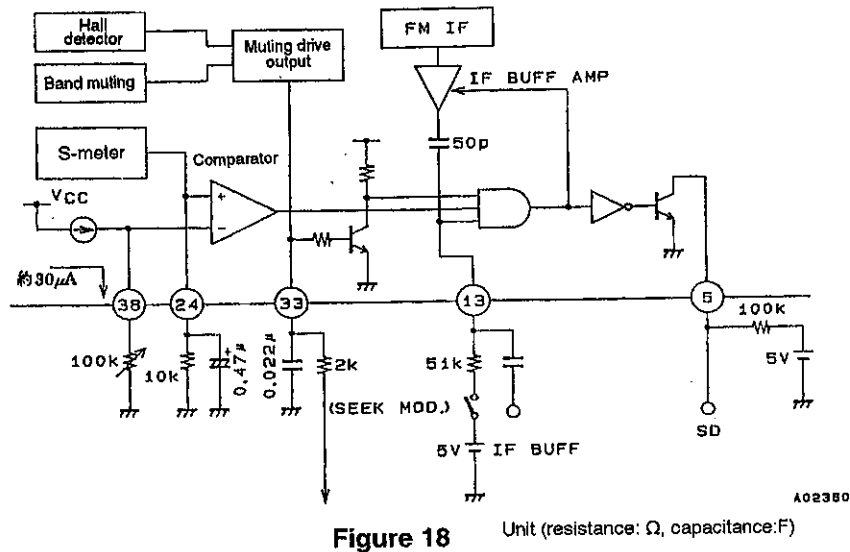 Hall
detector
Band muting
Muting drive
output
FM IF
IF BUFF AMP
50p
S-meter
Comparator
VCC
+
−
約30μA
38
24
33
13
5
100k
10k
+
0.47μ
0.022μ
2k
(SEEK MOD.)
51k
5V
IF BUFF
100k
5V
SD
A02380
Figure 18
Unit (resistance: Ω, capacitance:F)